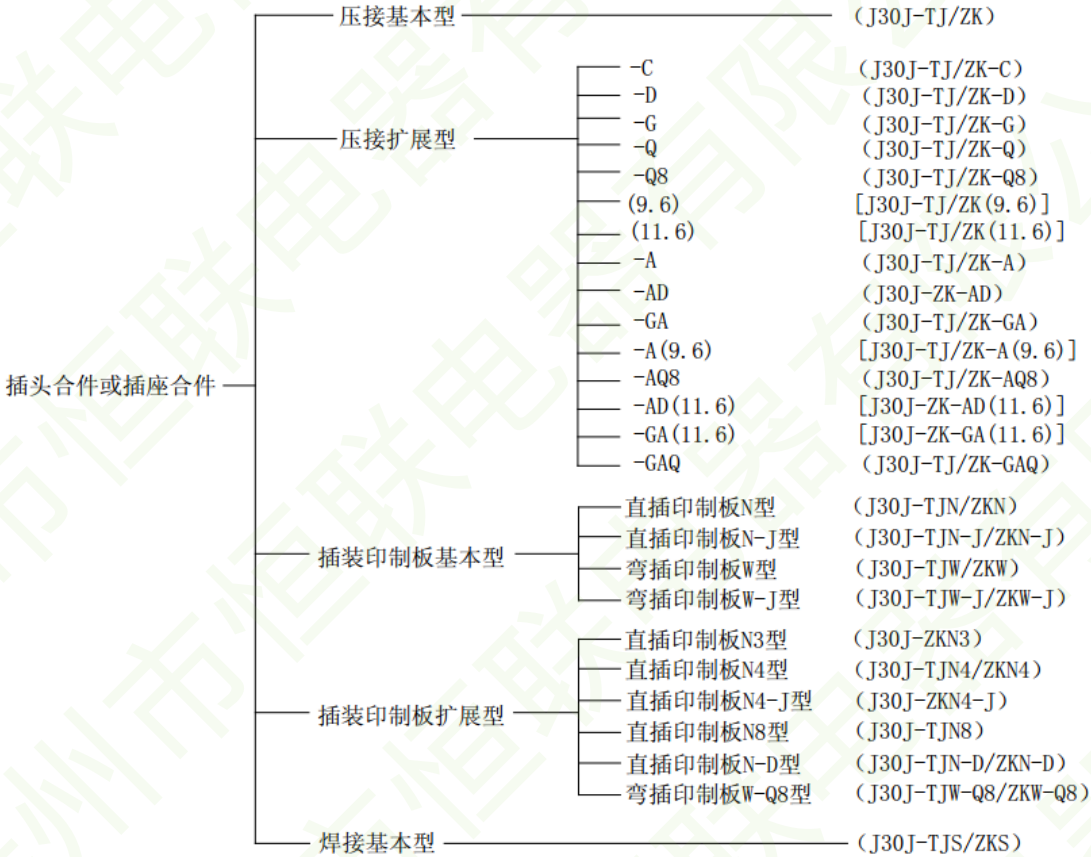 压接基本型 (J30J-TJ/ZK)
-C (J30J-TJ/ZK-C)
-D (J30J-TJ/ZK-D)
-G (J30J-TJ/ZK-G)
压接扩展型
-Q (J30J-TJ/ZK-Q)
-Q8 (J30J-TJ/ZK-Q8)
(9.6) [J30J-TJ/ZK(9.6)]
(11.6) [J30J-TJ/ZK(11.6)]
-A (J30J-TJ/ZK-A)
-AD (J30J-ZK-AD)
-GA (J30J-TJ/ZK-GA)
-A(9.6) [J30J-TJ/ZK-A(9.6)]
插头合件或插座合件
-AQ8 (J30J-TJ/ZK-AQ8)
-AD(11.6) [J30J-ZK-AD(11.6)]
-GA(11.6) [J30J-ZK-GA(11.6)]
-GAQ (J30J-TJ/ZK-GAQ)
直插印制板N型 (J30J-TJN/ZKN)
直插印制板N-J型 (J30J-TJN-J/ZKN-J)
插装印制板基本型
弯插印制板W型 (J30J-TJW/ZKW)
弯插印制板W-J型 (J30J-TJW-J/ZKW-J)
直插印制板N3型 (J30J-ZKN3)
直插印制板N4型 (J30J-TJN4/ZKN4)
直插印制板N4-J型 (J30J-ZKN4-J)
插装印制板扩展型
直插印制板N8型 (J30J-TJN8)
直插印制板N-D型 (J30J-TJN-D/ZKN-D)
弯插印制板W-Q8型 (J30J-TJW-Q8/ZKW-Q8)
焊接基本型 (J30J-TJS/ZKS)